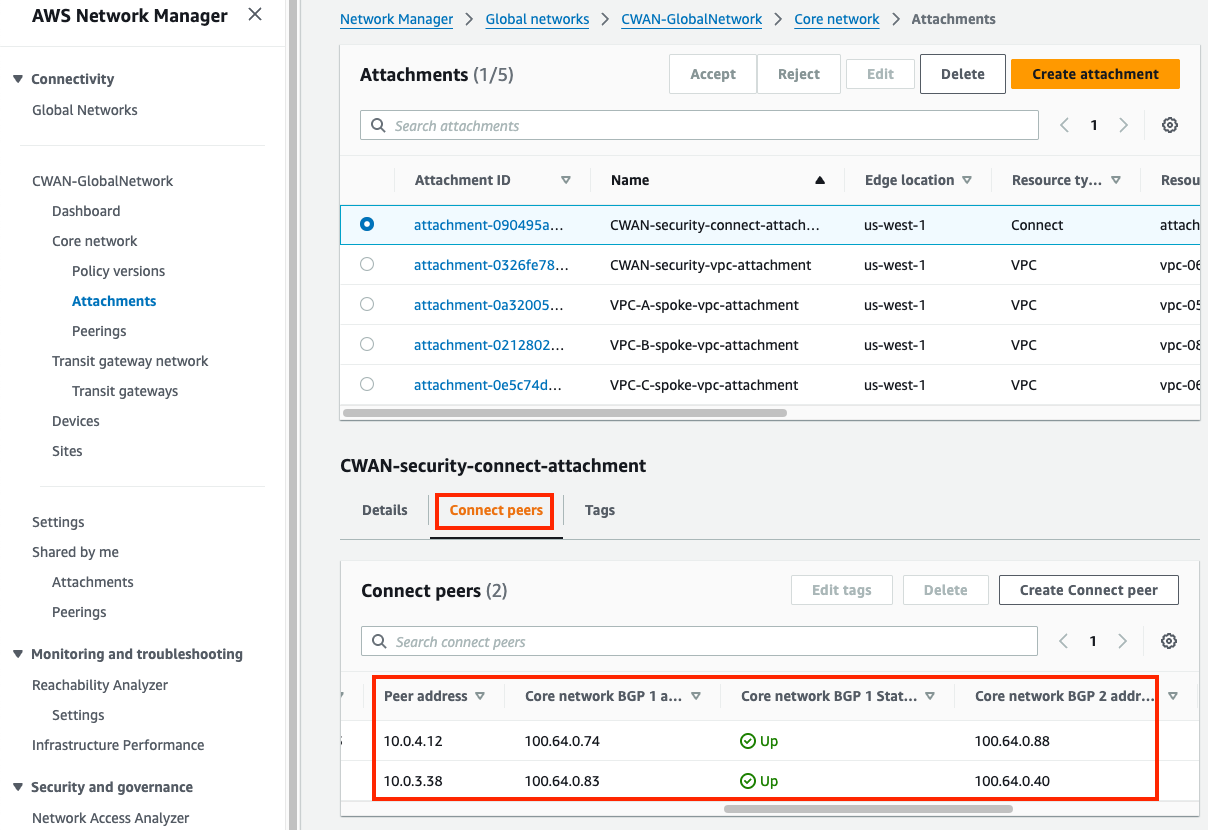 AWS Network Manager
Connectivity
Global Networks
CWAN-GlobalNetwork
Dashboard
Core network
Policy versions
Attachments
Peerings
Transit gateway network
Transit gateways
Devices
Sites
Settings
Shared by me
Attachments
Peerings
Monitoring and troubleshooting
Reachability Analyzer
Settings
Infrastructure Performance
Security and governance
Network Access Analyzer
Network Manager > Global networks > CWAN-GlobalNetwork > Core network > Attachments
Attachments (1/5) Accept Reject Edit Delete Create attachment
Search attachments 1
Attachment ID Name Edge location Resource ty... Resou
attachment-090495a... CWAN-security-connect-attach... us-west-1 Connect attach
attachment-0326fe78... CWAN-security-vpc-attachment us-west-1 VPC vpc-06
attachment-0a32005... VPC-A-spoke-vpc-attachment us-west-1 VPC vpc-05
attachment-0212802... VPC-B-spoke-vpc-attachment us-west-1 VPC vpc-08
attachment-0e5c74d... VPC-C-spoke-vpc-attachment us-west-1 VPC vpc-06
CWAN-security-connect-attachment
Details Connect peers Tags
Connect peers (2) Edit tags Delete Create Connect peer
Search connect peers 1
Peer address Core network BGP 1 a... Core network BGP 1 Stat... Core network BGP 2 addr...
10.0.4.12 100.64.0.74 Up 100.64.0.88
10.0.3.38 100.64.0.83 Up 100.64.0.40